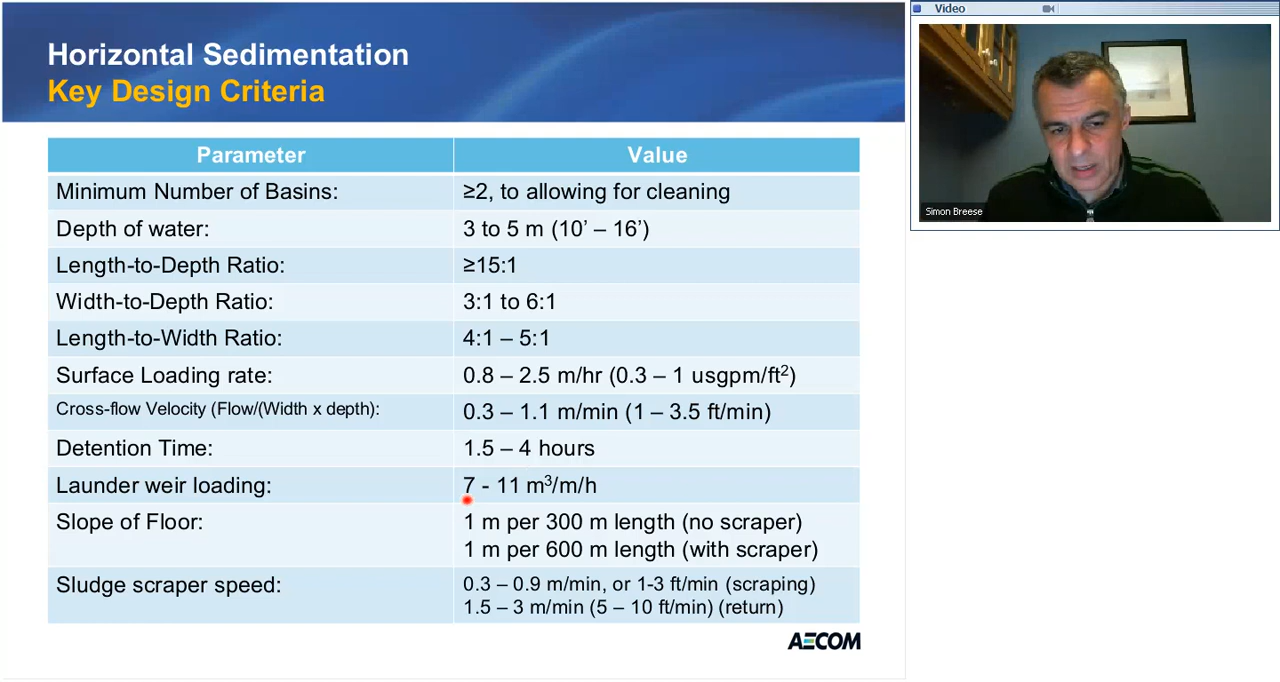 Horizontal Sedimentation
Key Design Criteria
Parameter Value
Minimum Number of Basins: ≥2, to allowing for cleaning
Depth of water: 3 to 5 m (10’ – 16’)
Length-to-Depth Ratio: ≥15:1
Width-to-Depth Ratio: 3:1 to 6:1
Length-to-Width Ratio: 4:1 – 5:1
Surface Loading rate: 0.8 – 2.5 m/hr (0.3 – 1 usgpm/ft²)
Cross-flow Velocity (Flow/(Width x depth): 0.3 – 1.1 m/min (1 – 3.5 ft/min)
Detention Time: 1.5 – 4 hours
Launder weir loading: 7 - 11 m³/m/h
Slope of Floor: 1 m per 300 m length (no scraper)
1 m per 600 m length (with scraper)
Sludge scraper speed: 0.3 – 0.9 m/min, or 1-3 ft/min (scraping)
1.5 – 3 m/min (5 – 10 ft/min) (return)
AECOM
Video
Simon Breese